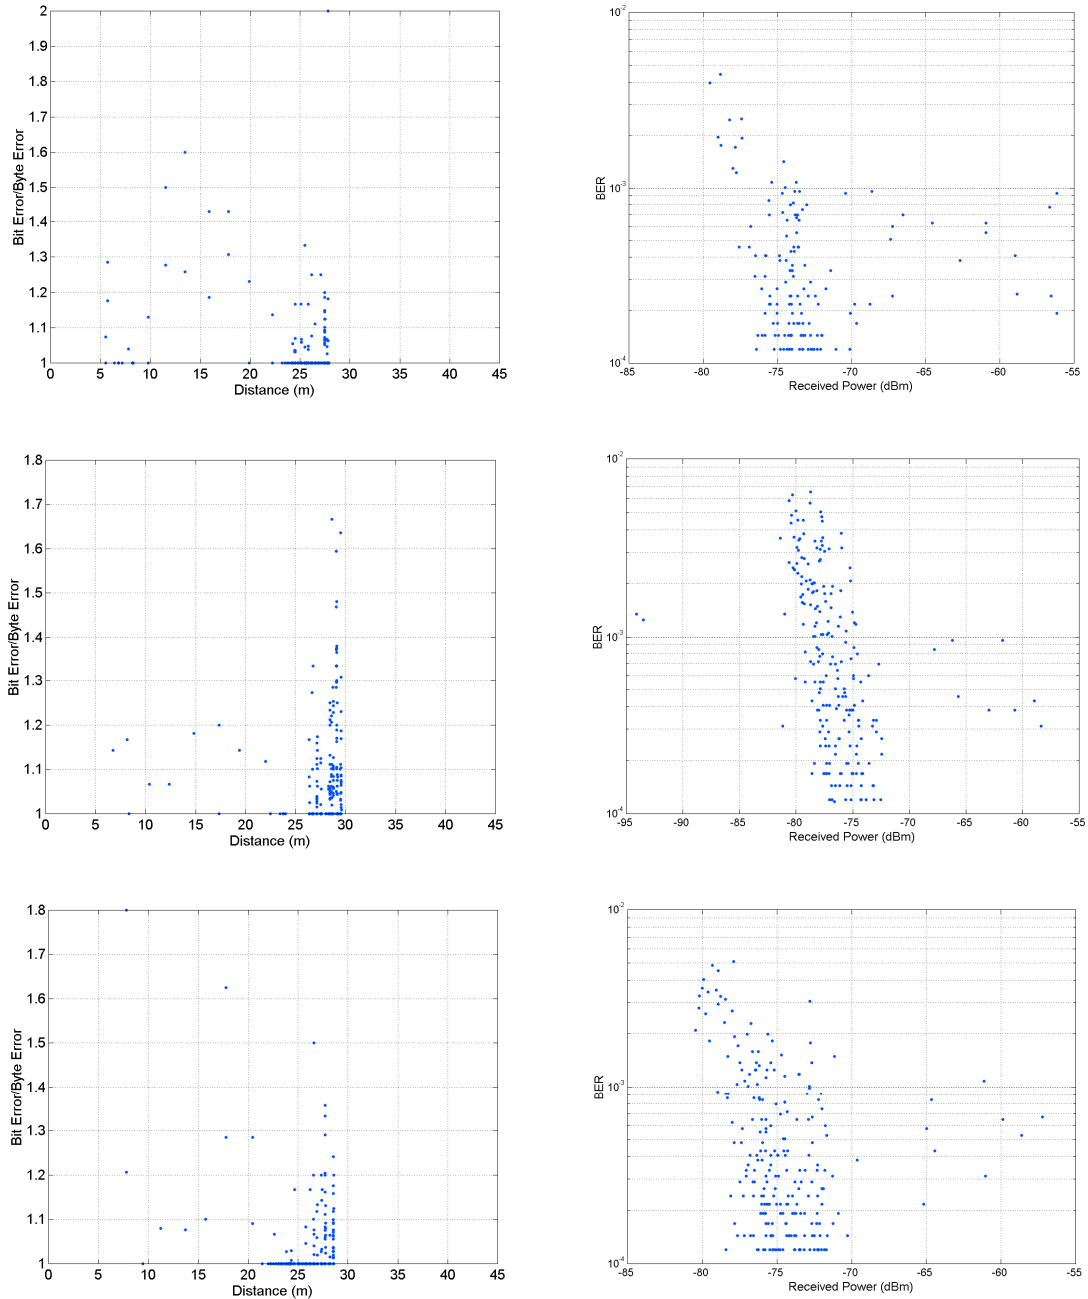 2
1.9
1.8
1.7
1.6
1.5
1.4
1.3
1.2
1.1
1
0 5 10 15 20 25 30 35 40 45
Bit Error/Byte Error
Distance (m)
10-2
10-3
10-4
-85 -80 -75 -70 -65 -60 -55
BER
Received Power (dBm)
1.8
1.7
1.6
1.5
1.4
1.3
1.2
1.1
1
0 5 10 15 20 25 30 35 40 45
Bit Error/Byte Error
Distance (m)
10-2
10-3
10-4
-95 -90 -85 -80 -75 -70 -65 -60 -55
BER
Received Power (dBm)
1.8
1.7
1.6
1.5
1.4
1.3
1.2
1.1
1
0 5 10 15 20 25 30 35 40 45
Bit Error/Byte Error
Distance (m)
10-2
10-3
10-4
-85 -80 -75 -70 -65 -60 -55
BER
Received Power (dBm)